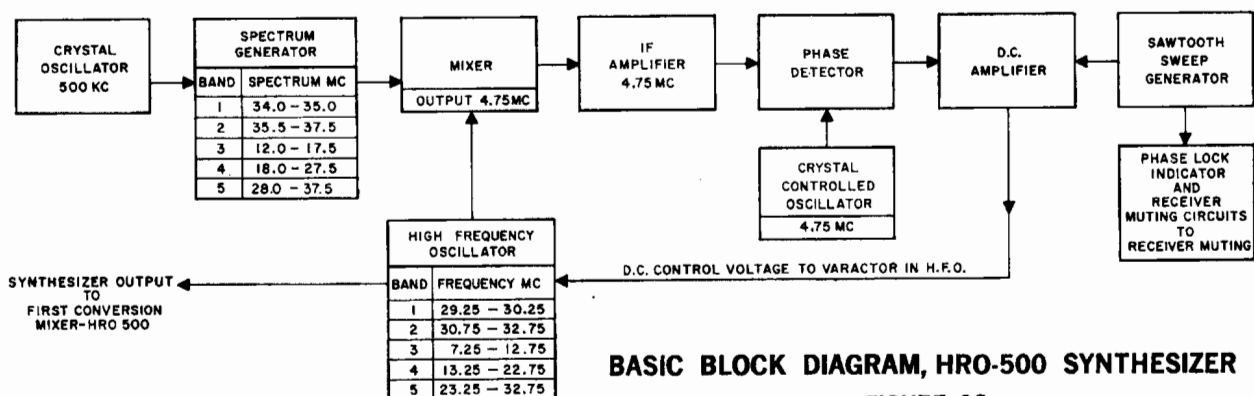 CRYSTAL
OSCILLATOR
500 KC
SPECTRUM
GENERATOR
BAND SPECTRUM MC
1 34.0 – 35.0
2 35.5 – 37.5
3 12.0 – 17.5
4 18.0 – 27.5
5 28.0 – 37.5
MIXER
OUTPUT 4.75MC
IF
AMPLIFIER
4.75 MC
PHASE
DETECTOR
D.C.
AMPLIFIER
SAWTOOTH
SWEEP
GENERATOR
CRYSTAL
CONTROLLED
OSCILLATOR
4.75 MC
PHASE LOCK
INDICATOR
AND
RECEIVER
MUTING CIRCUITS
TO
RECEIVER MUTING
HIGH FREQUENCY
OSCILLATOR
BAND FREQUENCY MC
1 29.25 – 30.25
2 30.75 – 32.75
3 7.25 – 12.75
4 13.25 – 22.75
5 23.25 – 32.75
D.C. CONTROL VOLTAGE TO VARACTOR IN H.F.O.
SYNTHESIZER OUTPUT
TO
FIRST CONVERSION
MIXER-HRO 500
BASIC BLOCK DIAGRAM, HRO-500 SYNTHESIZER